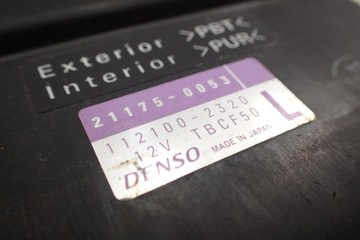 Exterior >PBT<
Interior >PUR<
21175-0053
112100-2320
12V TBCF50 L
DENSO MADE IN JAPAN